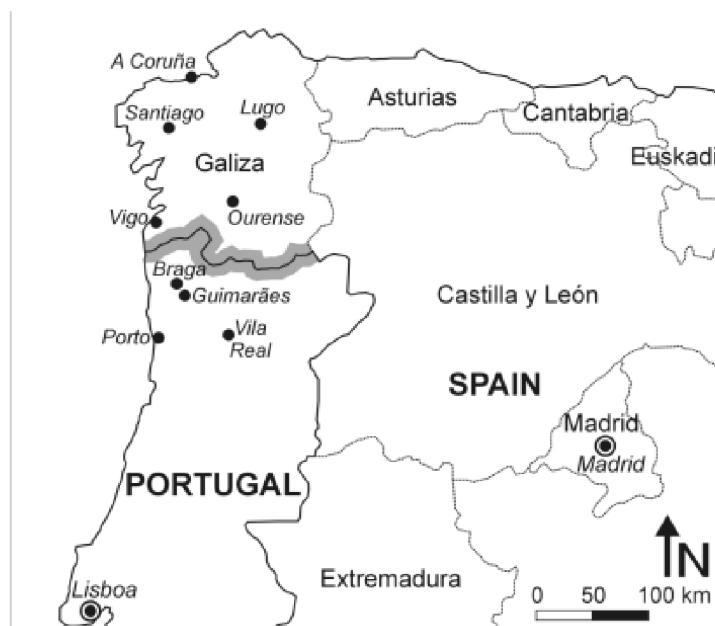 A Coruña
Santiago
Lugo
Asturias
Cantabria
Euskadi
Galiza
Vigo
Ourense
Braga
Guimarães
Castilla y León
Porto
Vila
Real
SPAIN
Madrid
Madrid
PORTUGAL
N
Extremadura
Lisboa
0 50 100 km